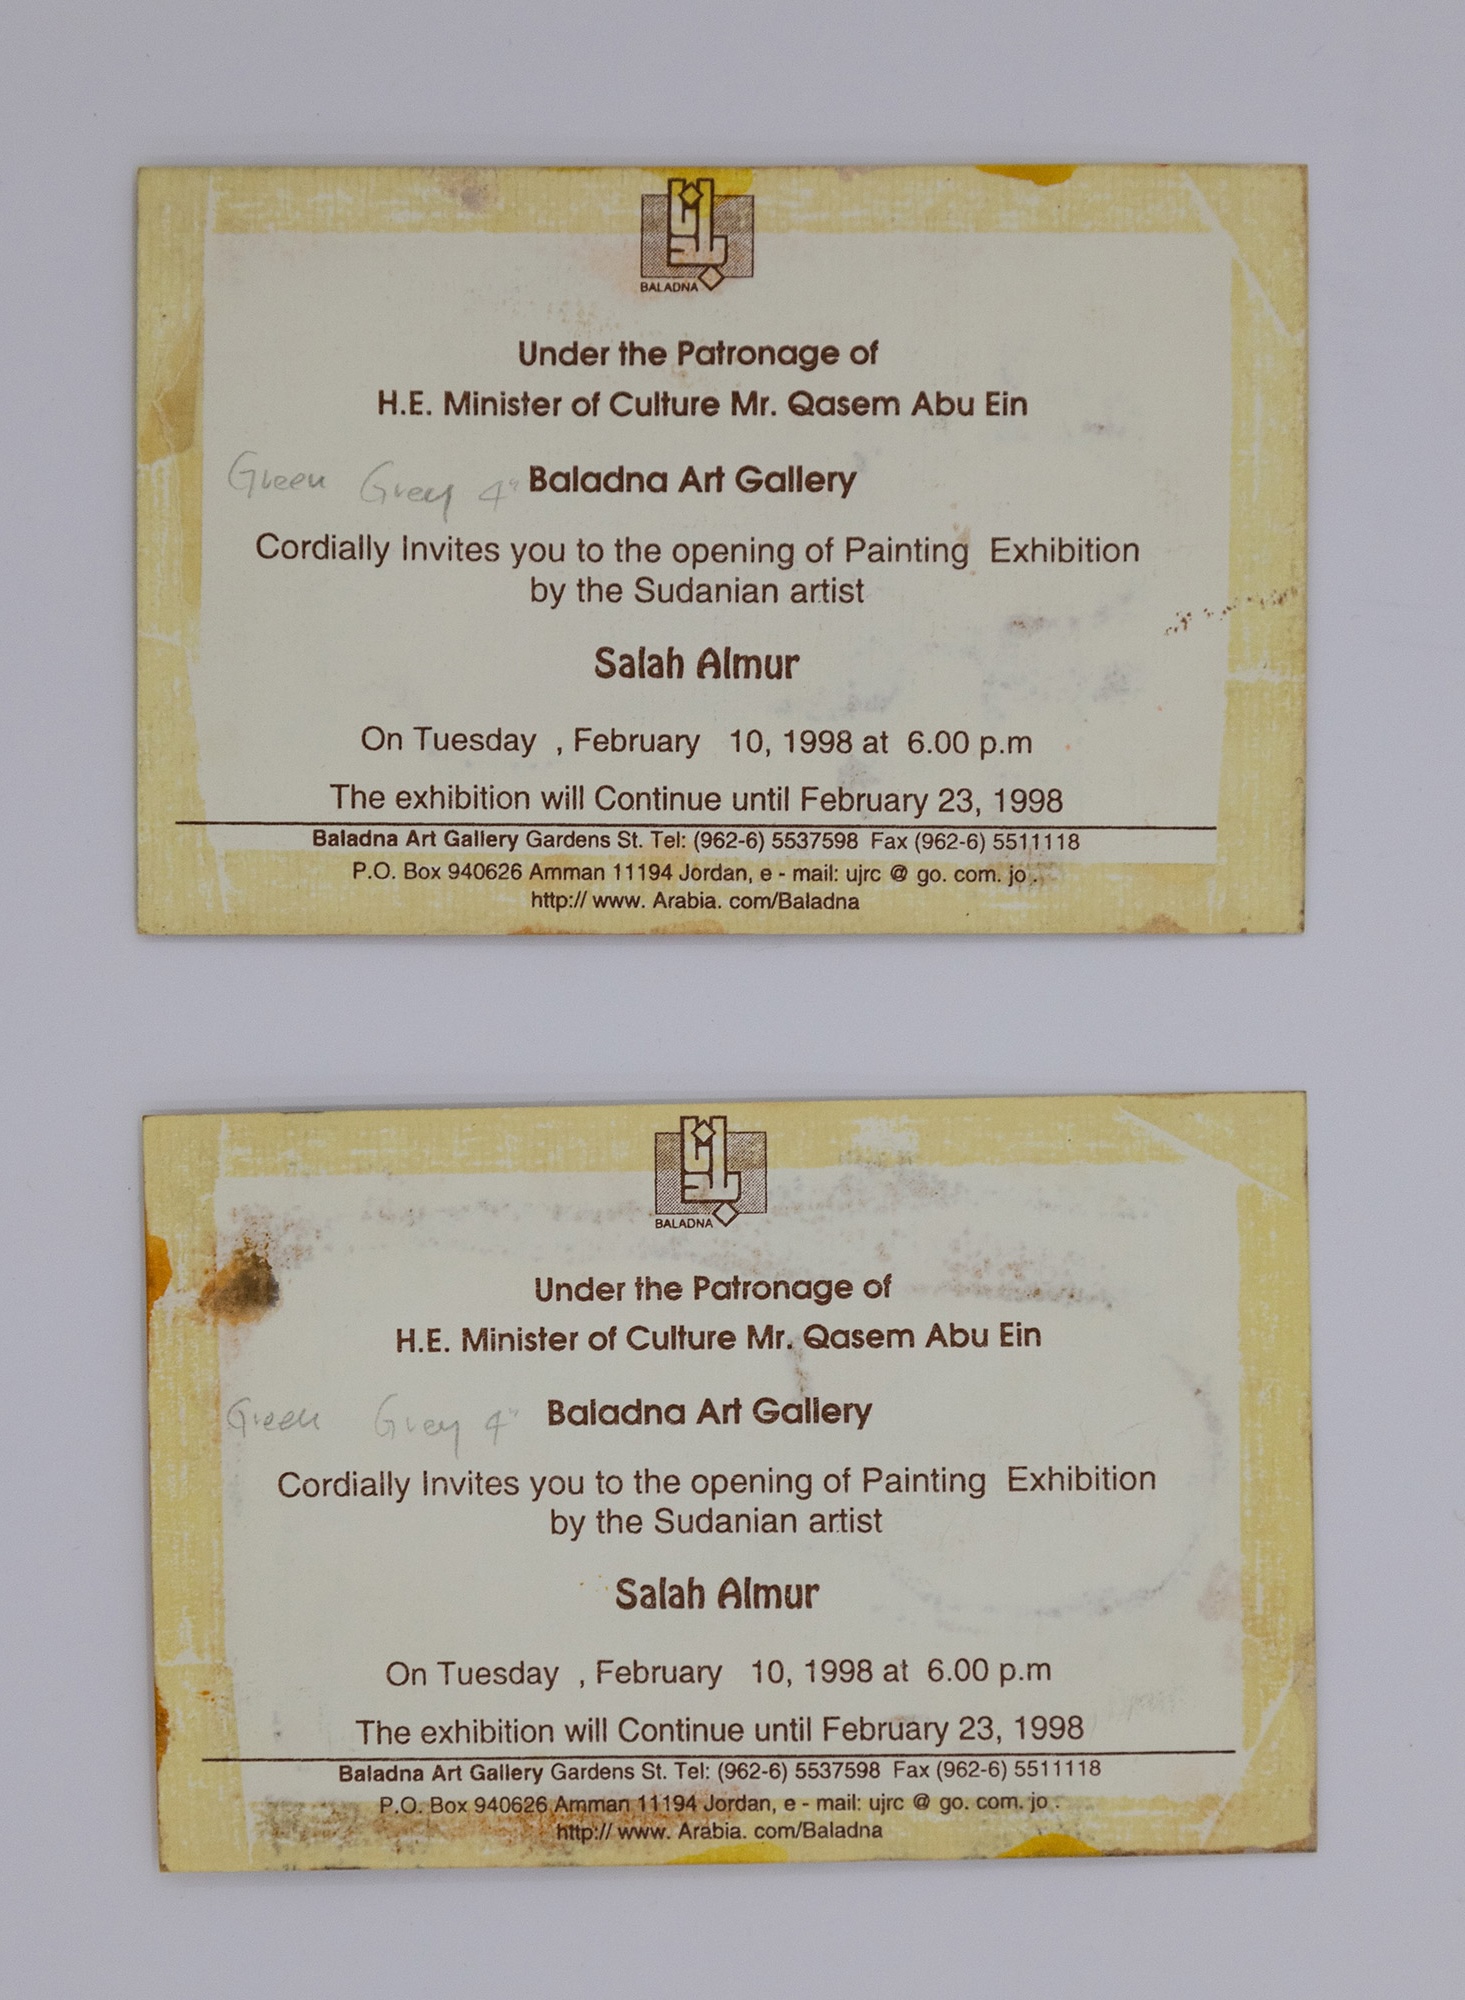 بلدنا
BALADNA
Under the Patronage of
H.E. Minister of Culture Mr. Qasem Abu Ein
Green Grey 4" Baladna Art Gallery
Cordially Invites you to the opening of Painting Exhibition
by the Sudanian artist
Salah Almur
On Tuesday , February 10, 1998 at 6.00 p.m
The exhibition will Continue until February 23, 1998
Baladna Art Gallery Gardens St. Tel: (962-6) 5537598 Fax (962-6) 5511118
P.O. Box 940626 Amman 11194 Jordan, e - mail: ujrc @ go. com. jo .
http:// www. Arabia. com/Baladna
بلدنا
BALADNA
Under the Patronage of
H.E. Minister of Culture Mr. Qasem Abu Ein
Green Grey 4" Baladna Art Gallery
Cordially Invites you to the opening of Painting Exhibition
by the Sudanian artist
Salah Almur
On Tuesday , February 10, 1998 at 6.00 p.m
The exhibition will Continue until February 23, 1998
Baladna Art Gallery Gardens St. Tel: (962-6) 5537598 Fax (962-6) 5511118
P.O. Box 940626 Amman 11194 Jordan, e - mail: ujrc @ go. com. jo .
http:// www. Arabia. com/Baladna